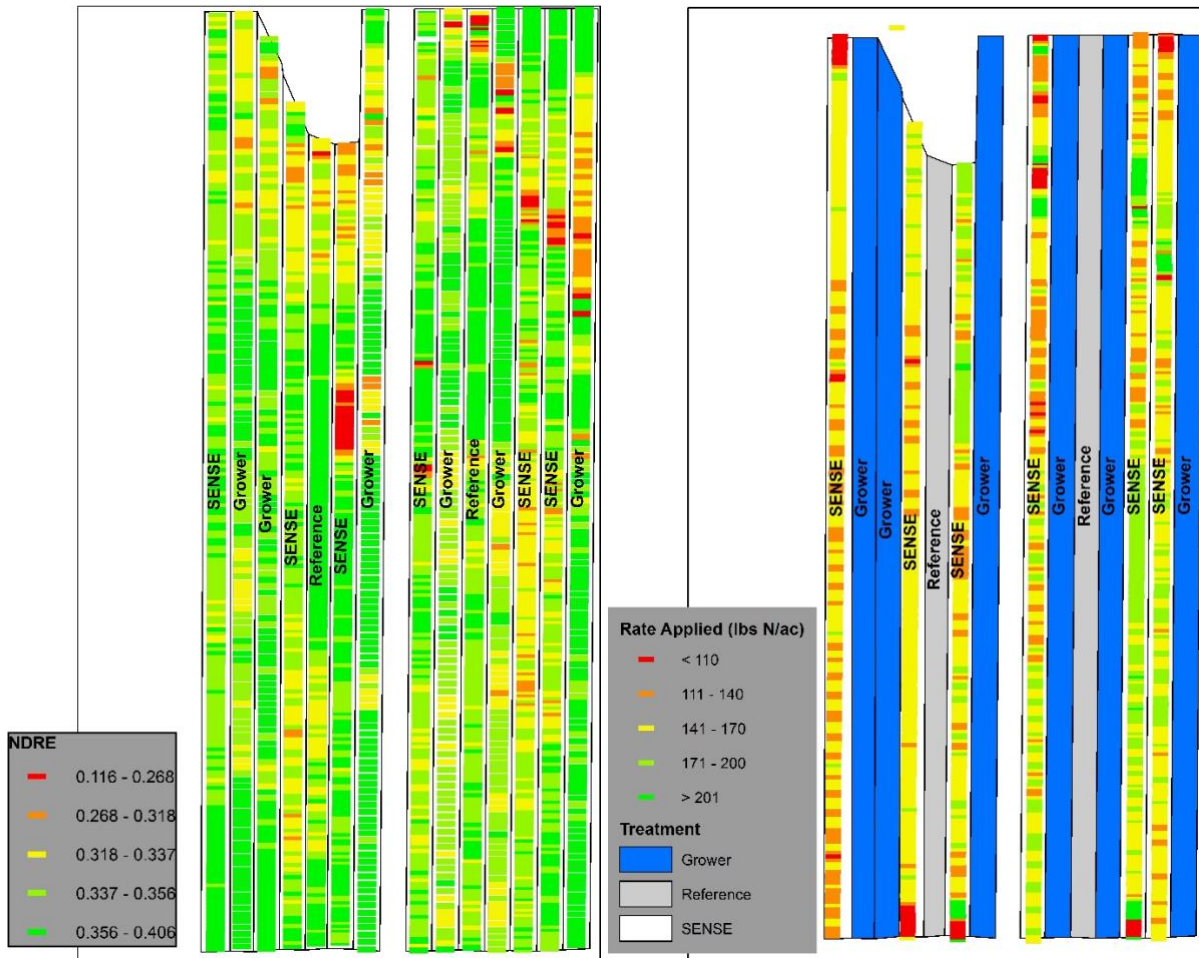 SENSE
Grower
Grower
SENSE
Reference
SENSE
Grower
SENSE
Grower
Reference
Grower
SENSE
SENSE
Grower
NDRE
0.116 - 0.268
0.268 - 0.318
0.318 - 0.337
0.337 - 0.356
0.356 - 0.406
SENSE
Grower
Grower
SENSE
Reference
SENSE
Grower
SENSE
Grower
Reference
Grower
SENSE
SENSE
Grower
Rate Applied (lbs N/ac)
< 110
111 - 140
141 - 170
171 - 200
> 201
Treatment
Grower
Reference
SENSE